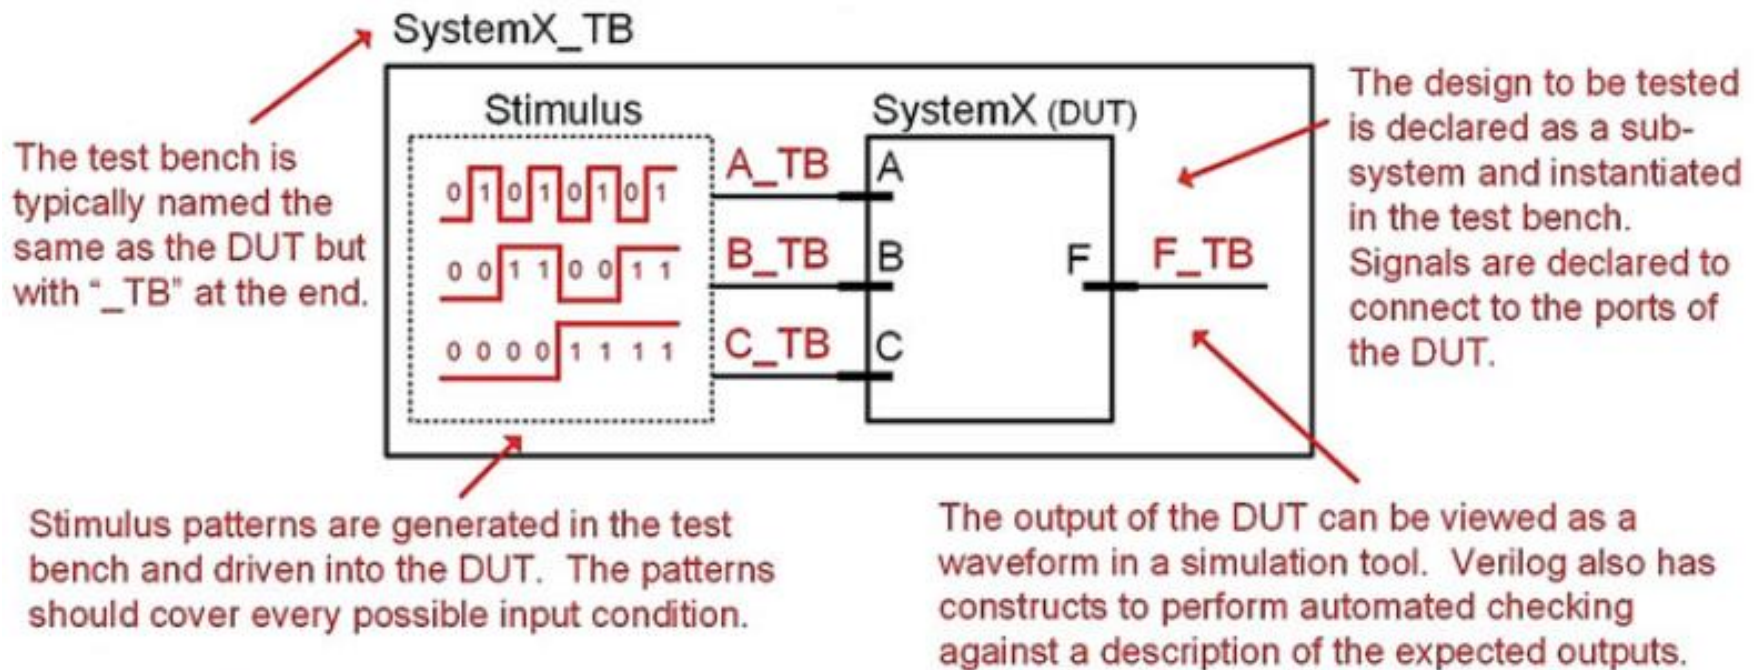 SystemX_TB
The test bench is
typically named the
same as the DUT but
with “_TB” at the end.
Stimulus
0 1 0 1 0 1 0 1
0 0 1 1 0 0 1 1
0 0 0 0 1 1 1 1
A_TB
B_TB
C_TB
SystemX (DUT)
A
B
C
F
F_TB
The design to be tested
is declared as a sub-
system and instantiated
in the test bench.
Signals are declared to
connect to the ports of
the DUT.
Stimulus patterns are generated in the test
bench and driven into the DUT. The patterns
should cover every possible input condition.
The output of the DUT can be viewed as a
waveform in a simulation tool. Verilog also has
constructs to perform automated checking
against a description of the expected outputs.